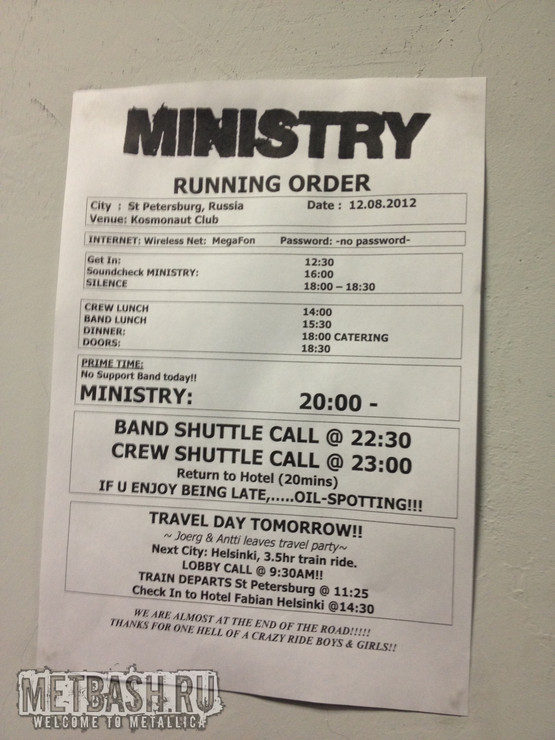 MINISTRY
RUNNING ORDER
City : St Petersburg, Russia Date : 12.08.2012
Venue: Kosmonaut Club
INTERNET: Wireless Net: MegaFon Password: -no password-
Get In: 12:30
Soundcheck MINISTRY: 16:00
SILENCE 18:00 – 18:30
CREW LUNCH 14:00
BAND LUNCH 15:30
DINNER: 18:00 CATERING
DOORS: 18:30
PRIME TIME:
No Support Band today!!
MINISTRY: 20:00 -
BAND SHUTTLE CALL @ 22:30
CREW SHUTTLE CALL @ 23:00
Return to Hotel (20mins)
IF U ENJOY BEING LATE,.....OIL-SPOTTING!!!
TRAVEL DAY TOMORROW!!
~ Joerg & Antti leaves travel party~
Next City: Helsinki, 3.5hr train ride.
LOBBY CALL @ 9:30AM!!
TRAIN DEPARTS St Petersburg @ 11:25
Check In to Hotel Fabian Helsinki @14:30
WE ARE ALMOST AT THE END OF THE ROAD!!!!!
THANKS FOR ONE HELL OF A CRAZY RIDE BOYS & GIRLS!!
METBASH.RU
WELCOME TO METALLICA